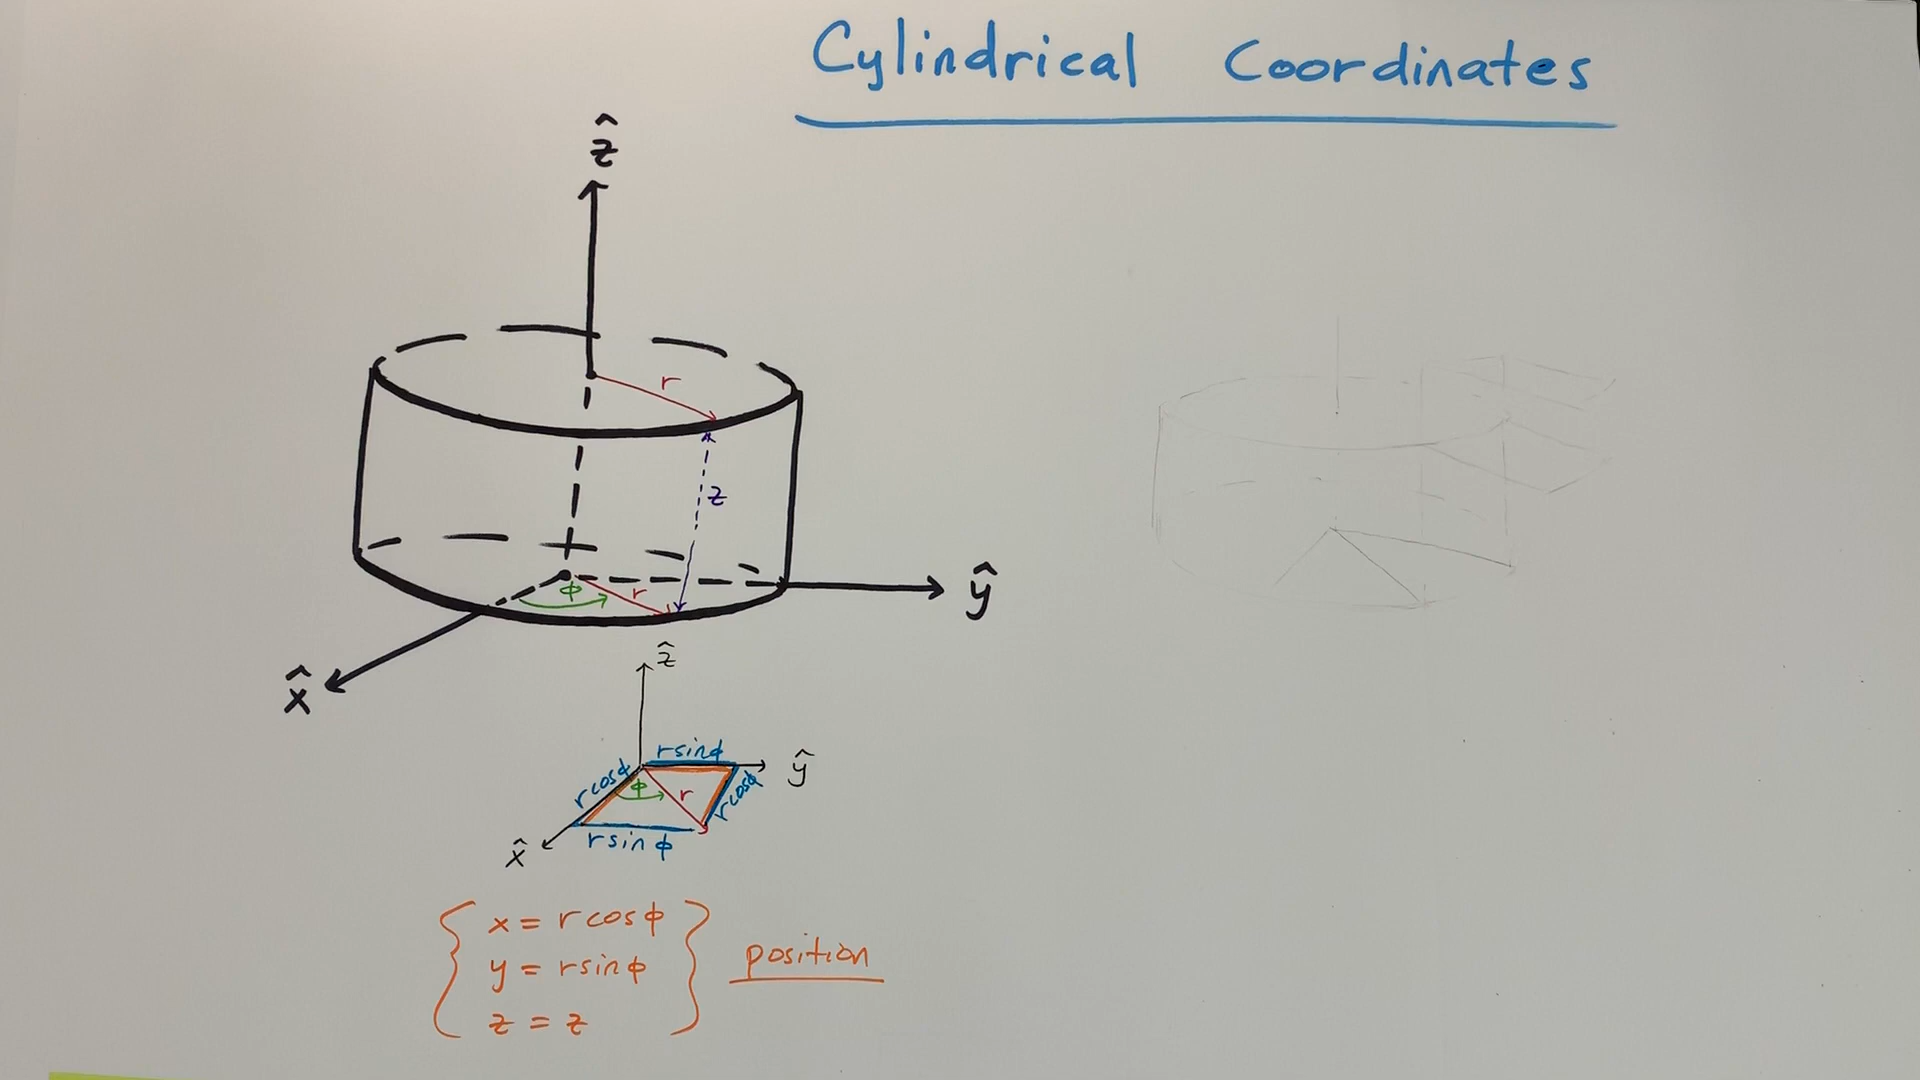 Cylindrical Coordinates
ẑ
r
z
ϕ
r
ŷ
x̂
ẑ
rsinϕ
ŷ
rcosϕ
ϕ
r
rcosϕ
rsinϕ
x̂
x = rcosϕ
y = rsinϕ
z = z
position